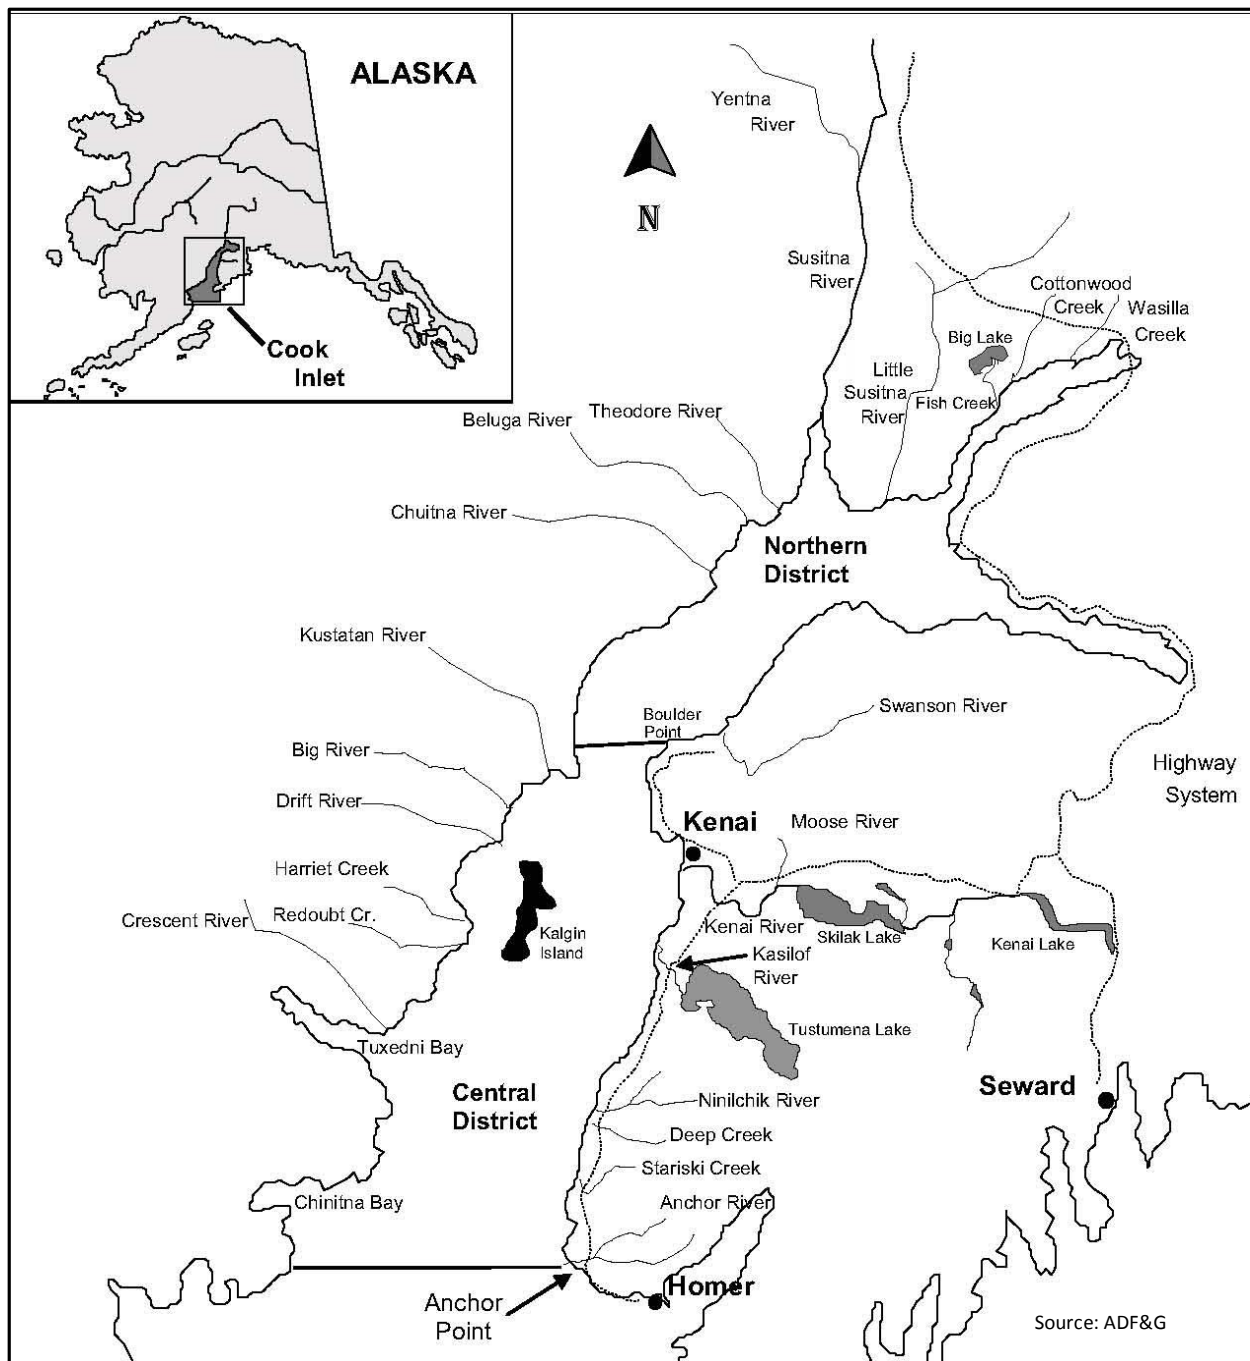 ALASKA
Cook
Inlet
N
Yentna
River
Susitna
River
Cottonwood
Creek
Wasilla
Creek
Big Lake
Little
Susitna
River
Fish Creek
Theodore River
Beluga River
Chuitna River
Northern
District
Kustatan River
Boulder
Point
Swanson River
Big River
Highway
System
Drift River
Kenai
Moose River
Harriet Creek
Redoubt Cr.
Crescent River
Kalgin
Island
Kenai River
Skilak Lake
Kenai Lake
Kasilof
River
Tustumena Lake
Tuxedni Bay
Central
District
Seward
Ninilchik River
Deep Creek
Stariski Creek
Chinitna Bay
Anchor River
Homer
Anchor
Point
Source: ADF&G